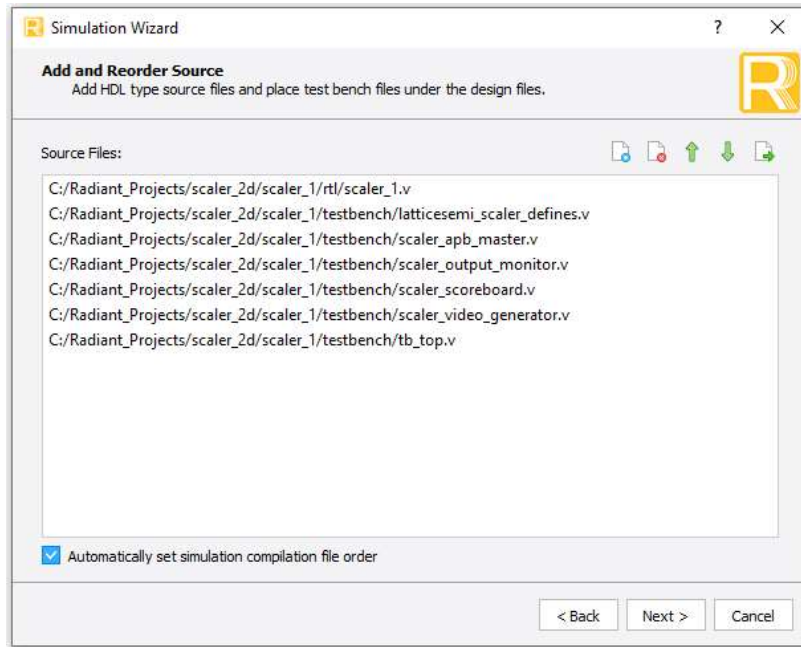 Simulation Wizard
?
Add and Reorder Source
Add HDL type source files and place test bench files under the design files.
Source Files:
C:/Radiant_Projects/scaler_2d/scaler_1/rtl/scaler_1.v
C:/Radiant_Projects/scaler_2d/scaler_1/testbench/latticesemi_scaler_defines.v
C:/Radiant_Projects/scaler_2d/scaler_1/testbench/scaler_apb_master.v
C:/Radiant_Projects/scaler_2d/scaler_1/testbench/scaler_output_monitor.v
C:/Radiant_Projects/scaler_2d/scaler_1/testbench/scaler_scoreboard.v
C:/Radiant_Projects/scaler_2d/scaler_1/testbench/scaler_video_generator.v
C:/Radiant_Projects/scaler_2d/scaler_1/testbench/tb_top.v
Automatically set simulation compilation file order
< Back Next > Cancel